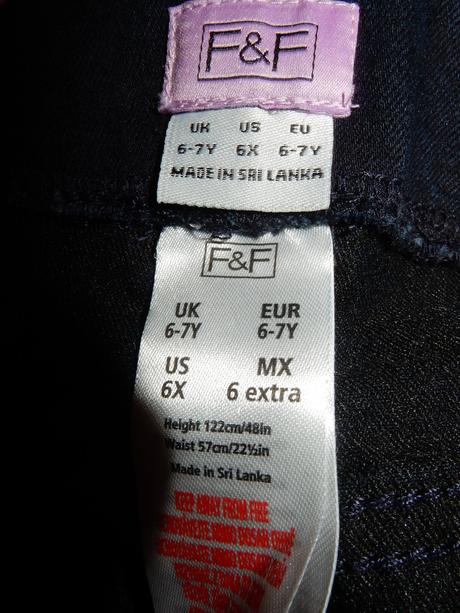 F&F
UK US EU
6-7Y 6X 6-7Y
MADE IN SRI LANKA
F&F
UK EUR
6-7Y 6-7Y
US MX
6X 6 extra
Height 122cm/48in
Waist 57cm/22½in
Made in Sri Lanka
KEEP AWAY FROM FIRE